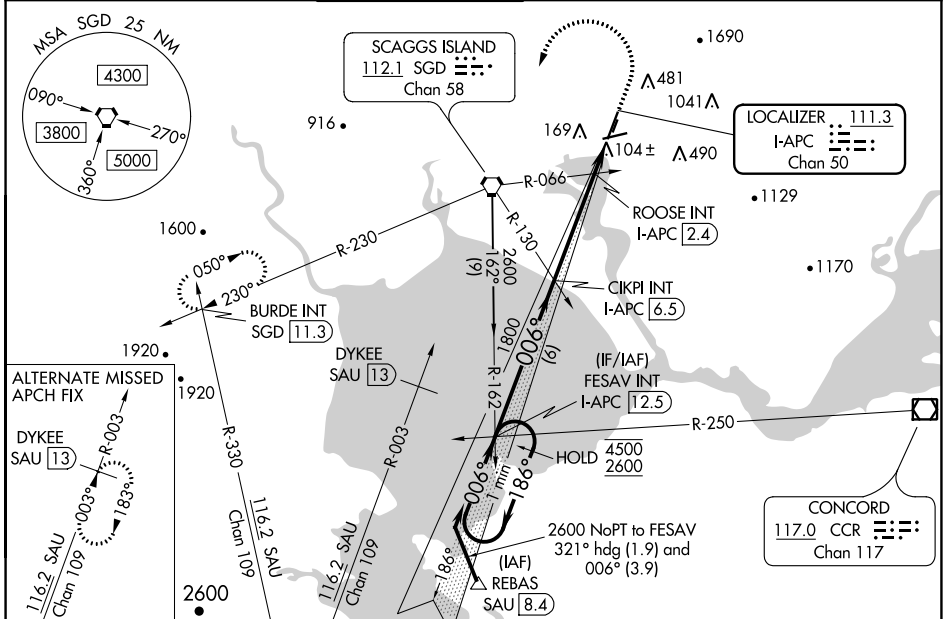 MSA SGD 25 NM
4300
090°
3800
270°
5000
360°
SCAGGS ISLAND
112.1 SGD
Chan 58
1690
481
1041
916
169
104 ±
490
LOCALIZER 111.3
I-APC
Chan 50
R-066
ROOSE INT
I-APC 2.4
1129
R-130
R-230
2600
162°
(9)
1600
050°
230°
BURDE INT
SGD 11.3
1170
CIKPI INT
I-APC 6.5
1800
006°
(6)
R-162
1920
1920
DYKEE
SAU 13
(IF/IAF)
FESAV INT
I-APC 12.5
R-250
HOLD 4500
2600
ALTERNATE MISSED
APCH FIX
DYKEE
SAU 13
R-003
003°
183°
116.2 SAU
Chan 109
R-330
116.2 SAU
Chan 109
2600
R-003
116.2 SAU
Chan 109
006°
1 min
186°
186°
2600 NoPT to FESAV
321° hdg (1.9) and
006° (3.9)
(IAF)
REBAS
SAU 8.4
CONCORD
117.0 CCR
Chan 117